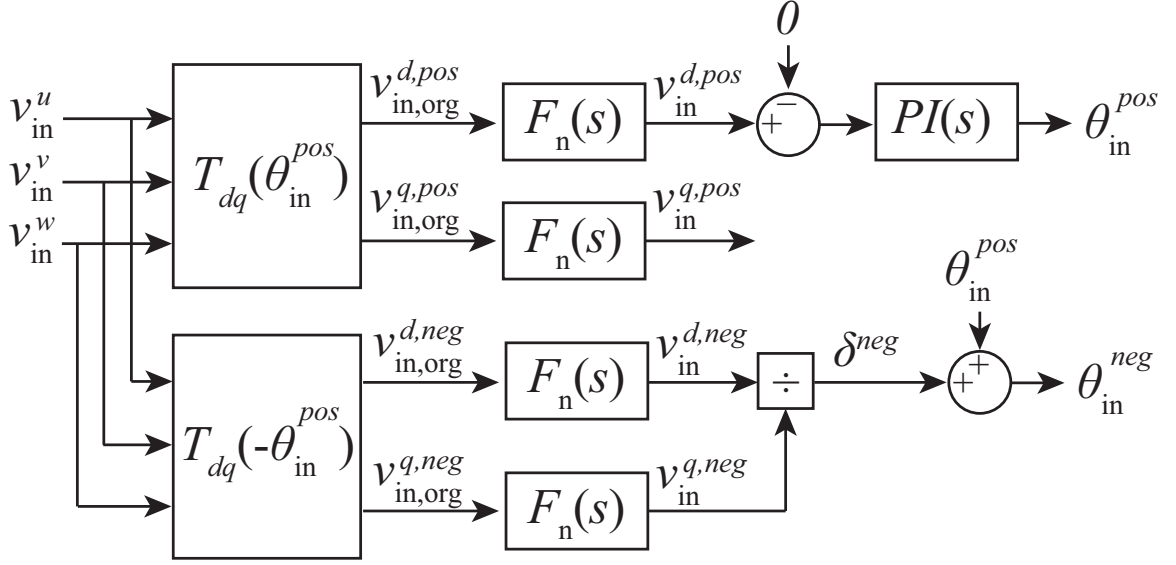 0
v_in^u
v_in^v
v_in^w
T_dq(θ_in^pos)
v_in,org^d,pos
F_n(s)
v_in^d,pos
+
−
PI(s)
θ_in^pos
v_in,org^q,pos
F_n(s)
v_in^q,pos
T_dq(-θ_in^pos)
v_in,org^d,neg
F_n(s)
v_in^d,neg
÷
δ^neg
θ_in^pos
+
+
θ_in^neg
v_in,org^q,neg
F_n(s)
v_in^q,neg